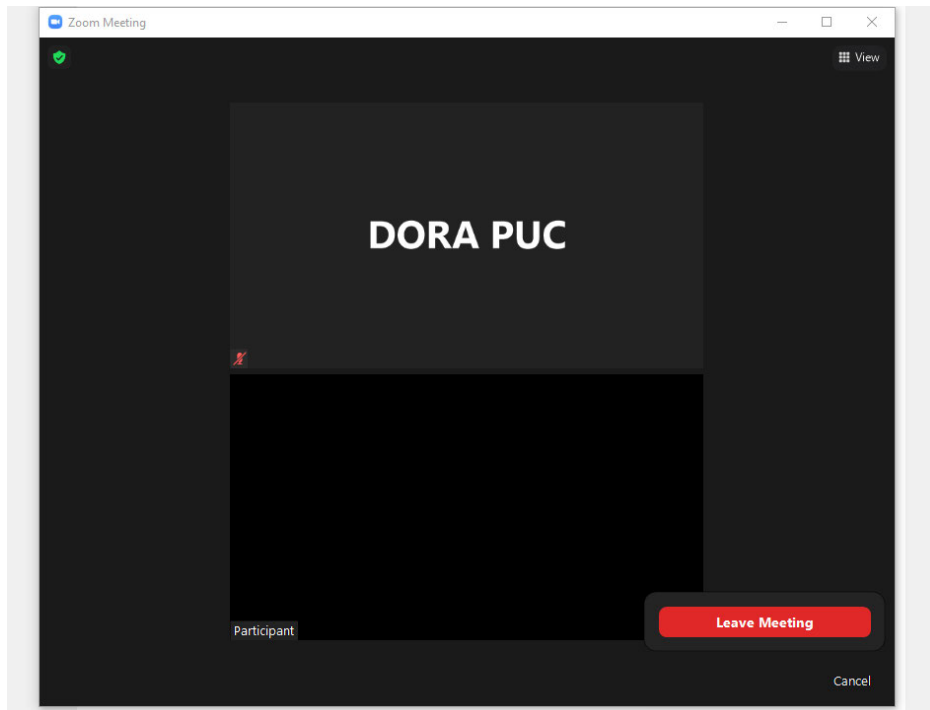 Zoom Meeting
View
DORA PUC
Participant
Leave Meeting
Cancel